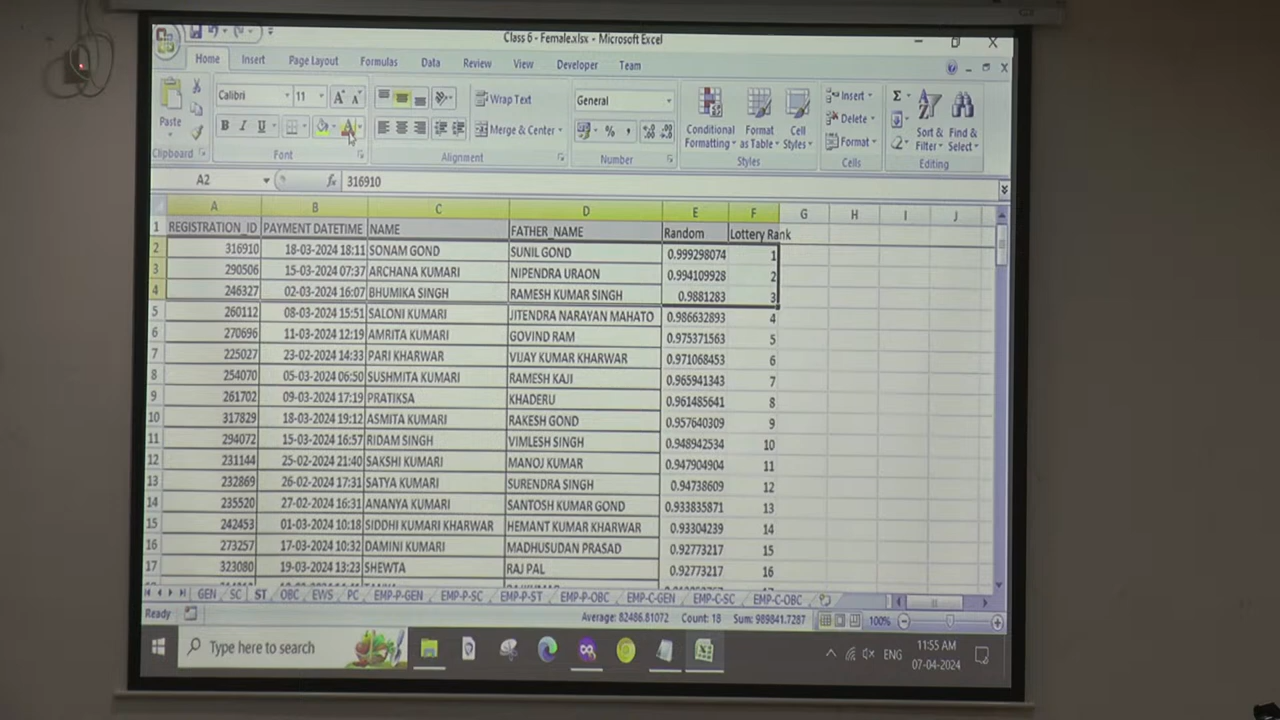 Class 6 - Female.xlsx - Microsoft Excel
Home Insert Page Layout Formulas Data Review View Developer Team
Calibri 11 Wrap Text General Insert Σ
Paste B I U Merge & Center % , Conditional Formatting Format as Table Cell Styles Delete Format Sort & Filter Find & Select
Clipboard Font Alignment Number Styles Cells Editing
A2 fx 316910
A B C D E F G H I J
1 REGISTRATION_ID PAYMENT DATETIME NAME FATHER_NAME Random Lottery Rank
2 316910 18-03-2024 18:11 SONAM GOND SUNIL GOND 0.999298074 1
3 290506 15-03-2024 07:37 ARCHANA KUMARI NIPENDRA URAON 0.994109928 2
4 246327 02-03-2024 16:07 BHUMIKA SINGH RAMESH KUMAR SINGH 0.9881283 3
5 260112 08-03-2024 15:51 SALONI KUMARI JITENDRA NARAYAN MAHATO 0.986632893 4
6 270696 11-03-2024 12:19 AMRITA KUMARI GOVIND RAM 0.975371563 5
7 225027 23-02-2024 14:33 PARI KHARWAR VIJAY KUMAR KHARWAR 0.971068453 6
8 254070 05-03-2024 06:50 SUSHMITA KUMARI RAMESH KAJI 0.965941343 7
9 261702 09-03-2024 17:19 PRATIKSA KHADERU 0.961485641 8
10 317829 18-03-2024 19:12 ASMITA KUMARI RAKESH GOND 0.957640309 9
11 294072 15-03-2024 16:57 RIDAM SINGH VIMLESH SINGH 0.948942534 10
12 231144 25-02-2024 21:40 SAKSHI KUMARI MANOJ KUMAR 0.947904904 11
13 232869 26-02-2024 17:31 SATYA KUMARI SURENDRA SINGH 0.94738609 12
14 235520 27-02-2024 16:31 ANANYA KUMARI SANTOSH KUMAR GOND 0.933835871 13
15 242453 01-03-2024 10:18 SIDDHI KUMARI KHARWAR HEMANT KUMAR KHARWAR 0.93304239 14
16 273257 17-03-2024 10:32 DAMINI KUMARI MADHUSUDAN PRASAD 0.92773217 15
17 323080 19-03-2024 13:23 SHEWTA RAJ PAL 0.92773217 16
GEN SC ST OBC EWS PC EMP-P-GEN EMP-P-SC EMP-P-ST EMP-P-OBC EMP-C-GEN EMP-C-SC EMP-C-OBC
Ready Average: 82486.81072 Count: 18 Sum: 989841.7287 100%
Type here to search ENG 11:55 AM
07-04-2024